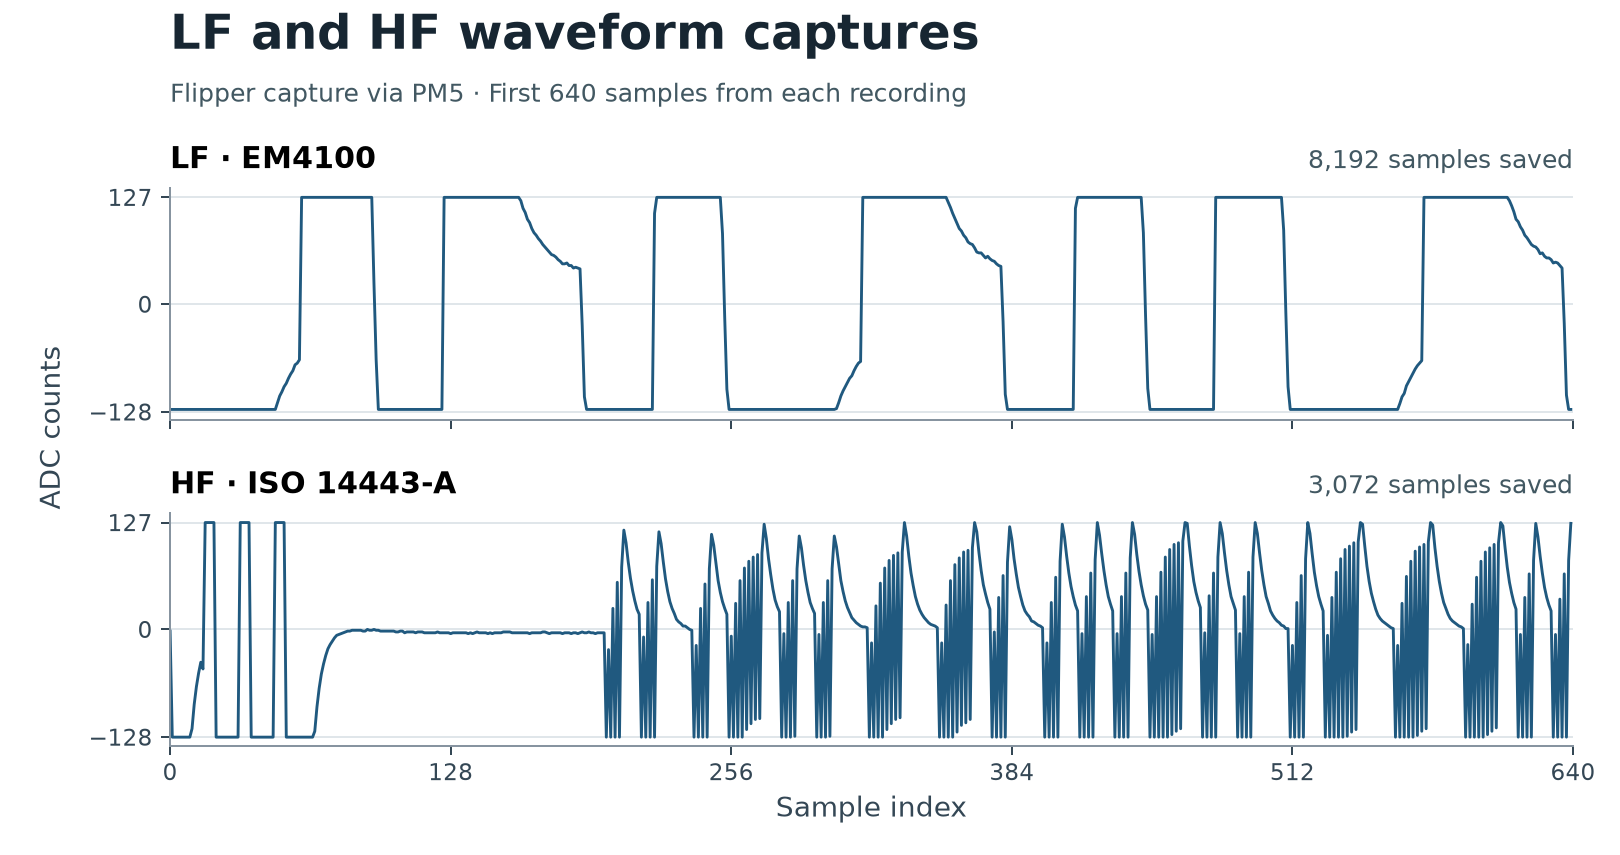 LF and HF waveform captures
Flipper capture via PM5 · First 640 samples from each recording
LF · EM4100
8,192 samples saved
127
0
−128
ADC counts
HF · ISO 14443-A
3,072 samples saved
127
0
−128
0 128 256 384 512 640
Sample index